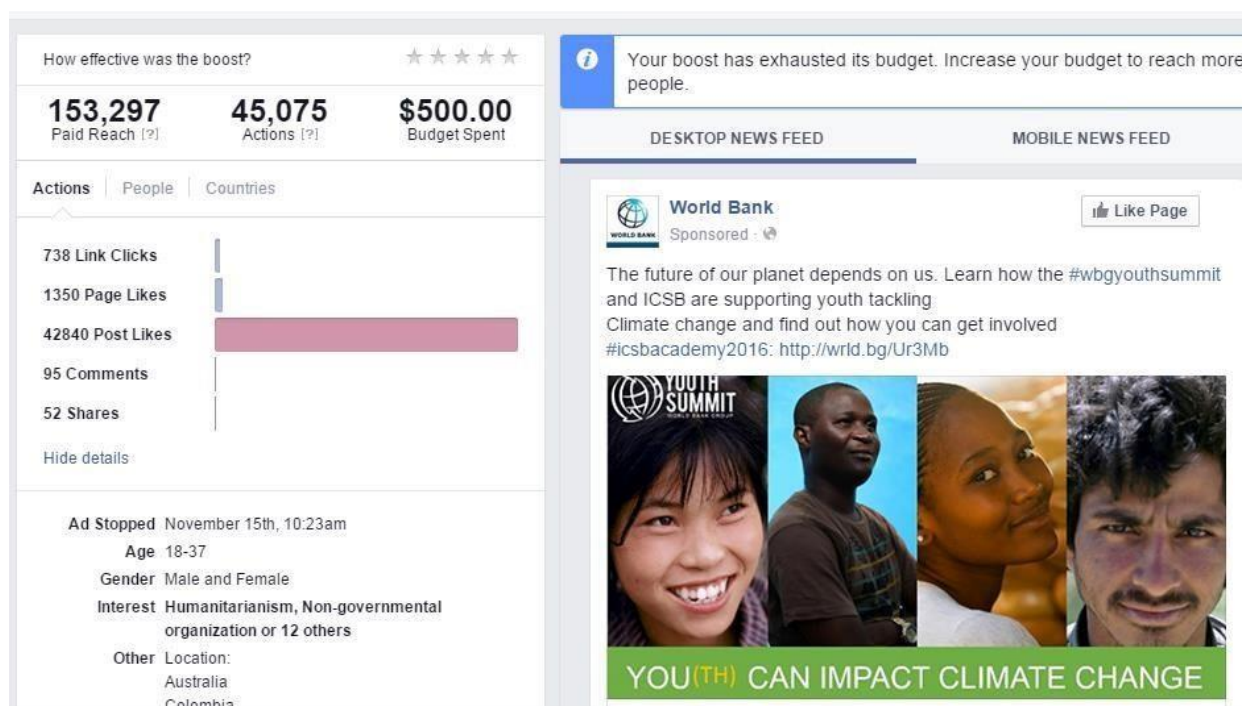 How effective was the boost?
153,297
Paid Reach [?]
45,075
Actions [?]
$500.00
Budget Spent
Actions
People
Countries
738 Link Clicks
1350 Page Likes
42840 Post Likes
95 Comments
52 Shares
Hide details
Ad Stopped November 15th, 10:23am
Age 18-37
Gender Male and Female
Interest Humanitarianism, Non-governmental
organization or 12 others
Other Location:
Australia
Colombia
i
Your boost has exhausted its budget. Increase your budget to reach more
people.
DESKTOP NEWS FEED
MOBILE NEWS FEED
WORLD BANK
World Bank
Sponsored ·
Like Page
The future of our planet depends on us. Learn how the #wbgyouthsummit
and ICSB are supporting youth tackling
Climate change and find out how you can get involved
#icsbacademy2016: http://wrld.bg/Ur3Mb
YOUTH
SUMMIT
WORLD BANK GROUP
YOU(TH) CAN IMPACT CLIMATE CHANGE